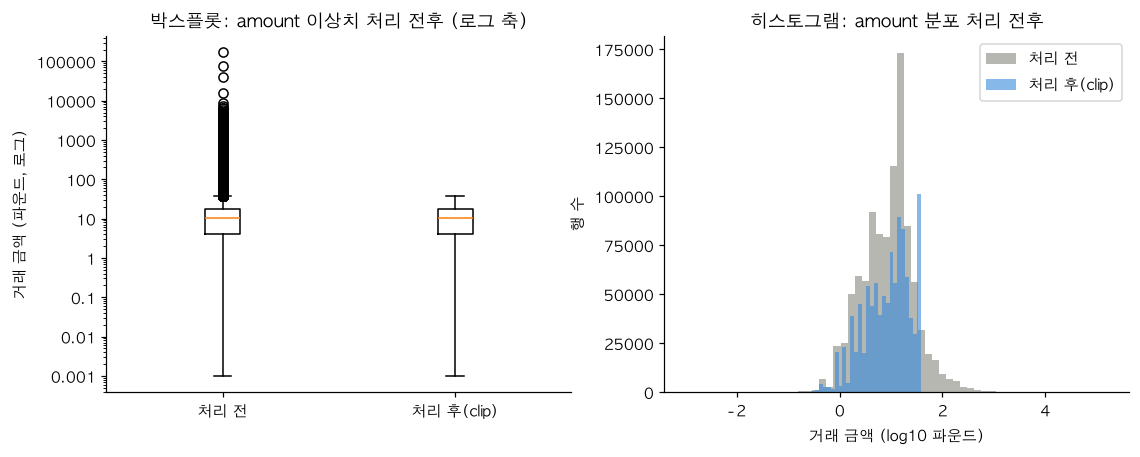 박스플롯: amount 이상치 처리 전후 (로그 축)
거래 금액 (파운드, 로그)
100000
10000
1000
100
10
1
0.1
0.01
0.001
처리 전
처리 후(clip)
히스토그램: amount 분포 처리 전후
행 수
175000
150000
125000
100000
75000
50000
25000
0
처리 전
처리 후(clip)
-2
0
2
4
거래 금액 (log10 파운드)